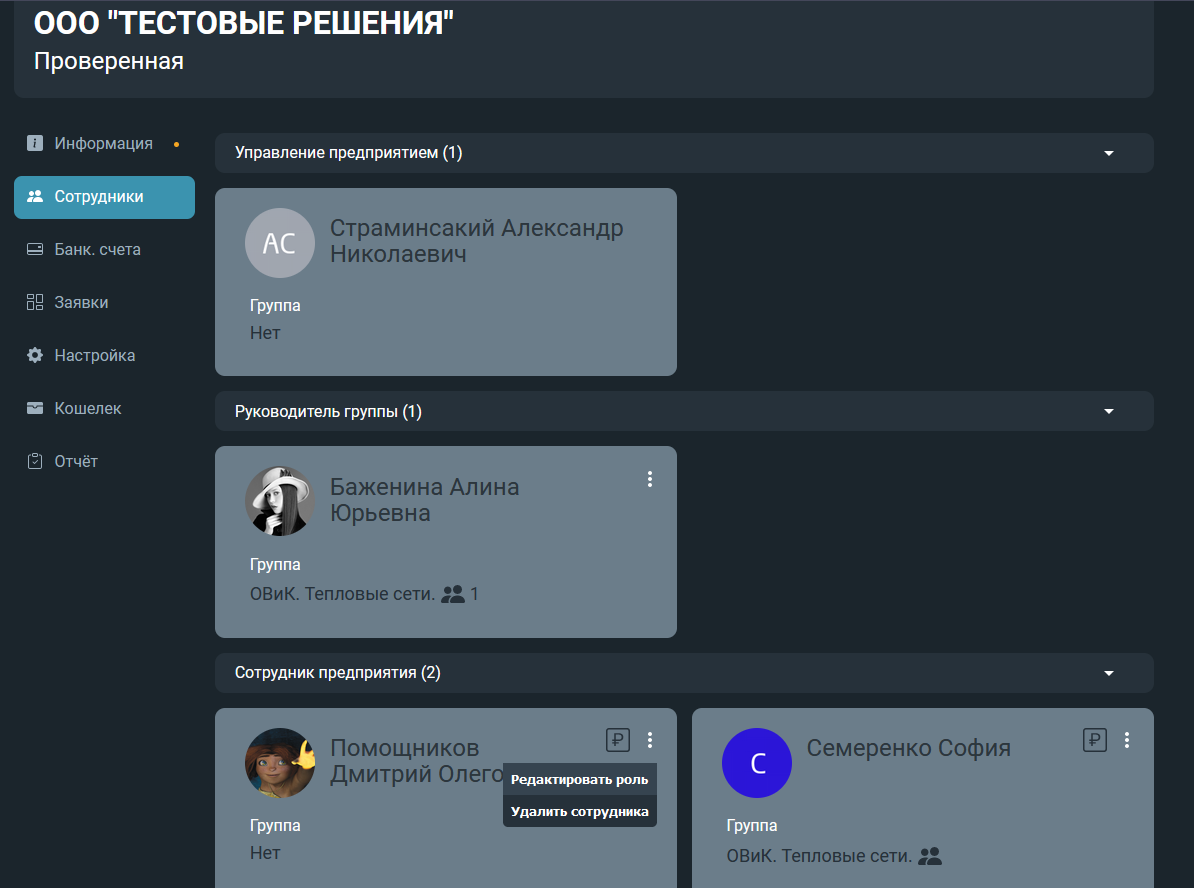 ООО "ТЕСТОВЫЕ РЕШЕНИЯ"
Проверенная
Информация
Сотрудники
Банк. счета
Заявки
Настройка
Кошелек
Отчёт
Управление предприятием (1)
АС
Страминсакий Александр
Николаевич
Группа
Нет
Руководитель группы (1)
Баженина Алина
Юрьевна
Группа
ОВиК. Тепловые сети. 1
Сотрудник предприятия (2)
Помощников
Дмитрий Олего
Редактировать роль
Удалить сотрудника
Группа
Нет
С
Семеренко София
Группа
ОВиК. Тепловые сети.